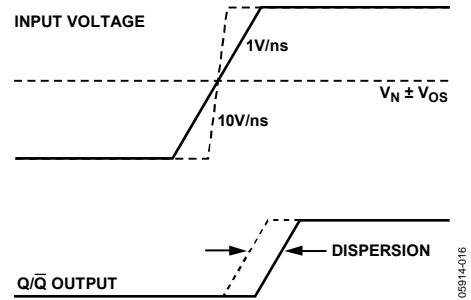 INPUT VOLTAGE
1V/ns
V_N ± V_OS
10V/ns
DISPERSION
Q/Q̅ OUTPUT
05914-016